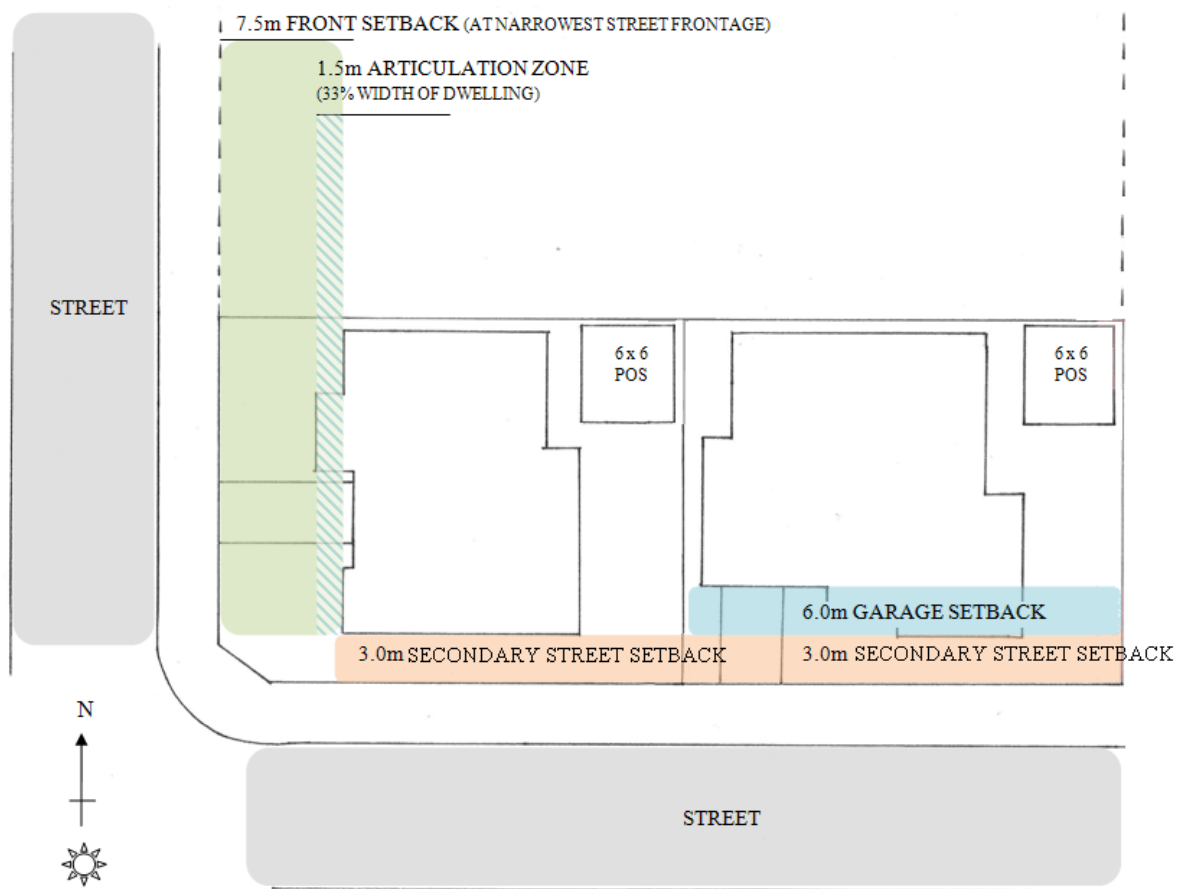 7.5m FRONT SETBACK (AT NARROWEST STREET FRONTAGE)
1.5m ARTICULATION ZONE
(33% WIDTH OF DWELLING)
STREET
6 x 6
POS
6 x 6
POS
6.0m GARAGE SETBACK
3.0m SECONDARY STREET SETBACK
3.0m SECONDARY STREET SETBACK
N
STREET